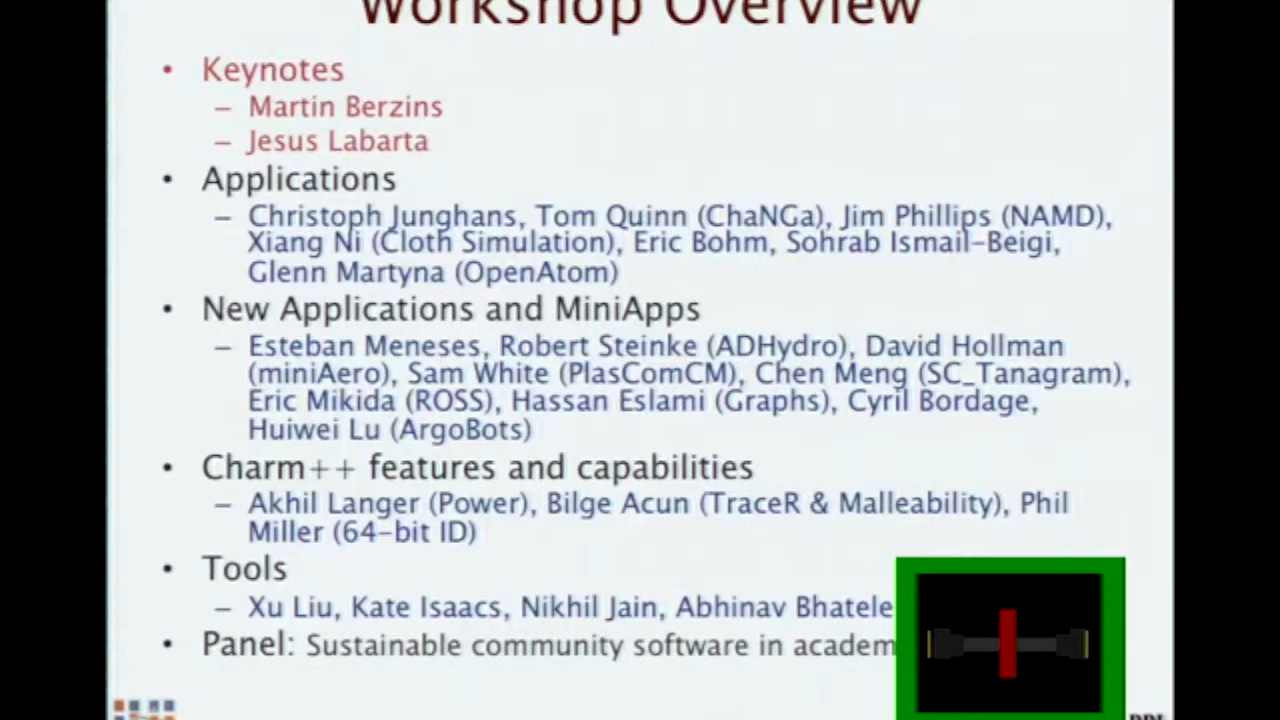 Workshop Overview
• Keynotes
– Martin Berzins
– Jesus Labarta
• Applications
– Christoph Junghans, Tom Quinn (ChaNGa), Jim Phillips (NAMD),
Xiang Ni (Cloth Simulation), Eric Bohm, Sohrab Ismail-Beigi,
Glenn Martyna (OpenAtom)
• New Applications and MiniApps
– Esteban Meneses, Robert Steinke (ADHydro), David Hollman
(miniAero), Sam White (PlasComCM), Chen Meng (SC_Tanagram),
Eric Mikida (ROSS), Hassan Eslami (Graphs), Cyril Bordage,
Huiwei Lu (ArgoBots)
• Charm++ features and capabilities
– Akhil Langer (Power), Bilge Acun (TraceR & Malleability), Phil
Miller (64-bit ID)
• Tools
– Xu Liu, Kate Isaacs, Nikhil Jain, Abhinav Bhatele
• Panel: Sustainable community software in academ